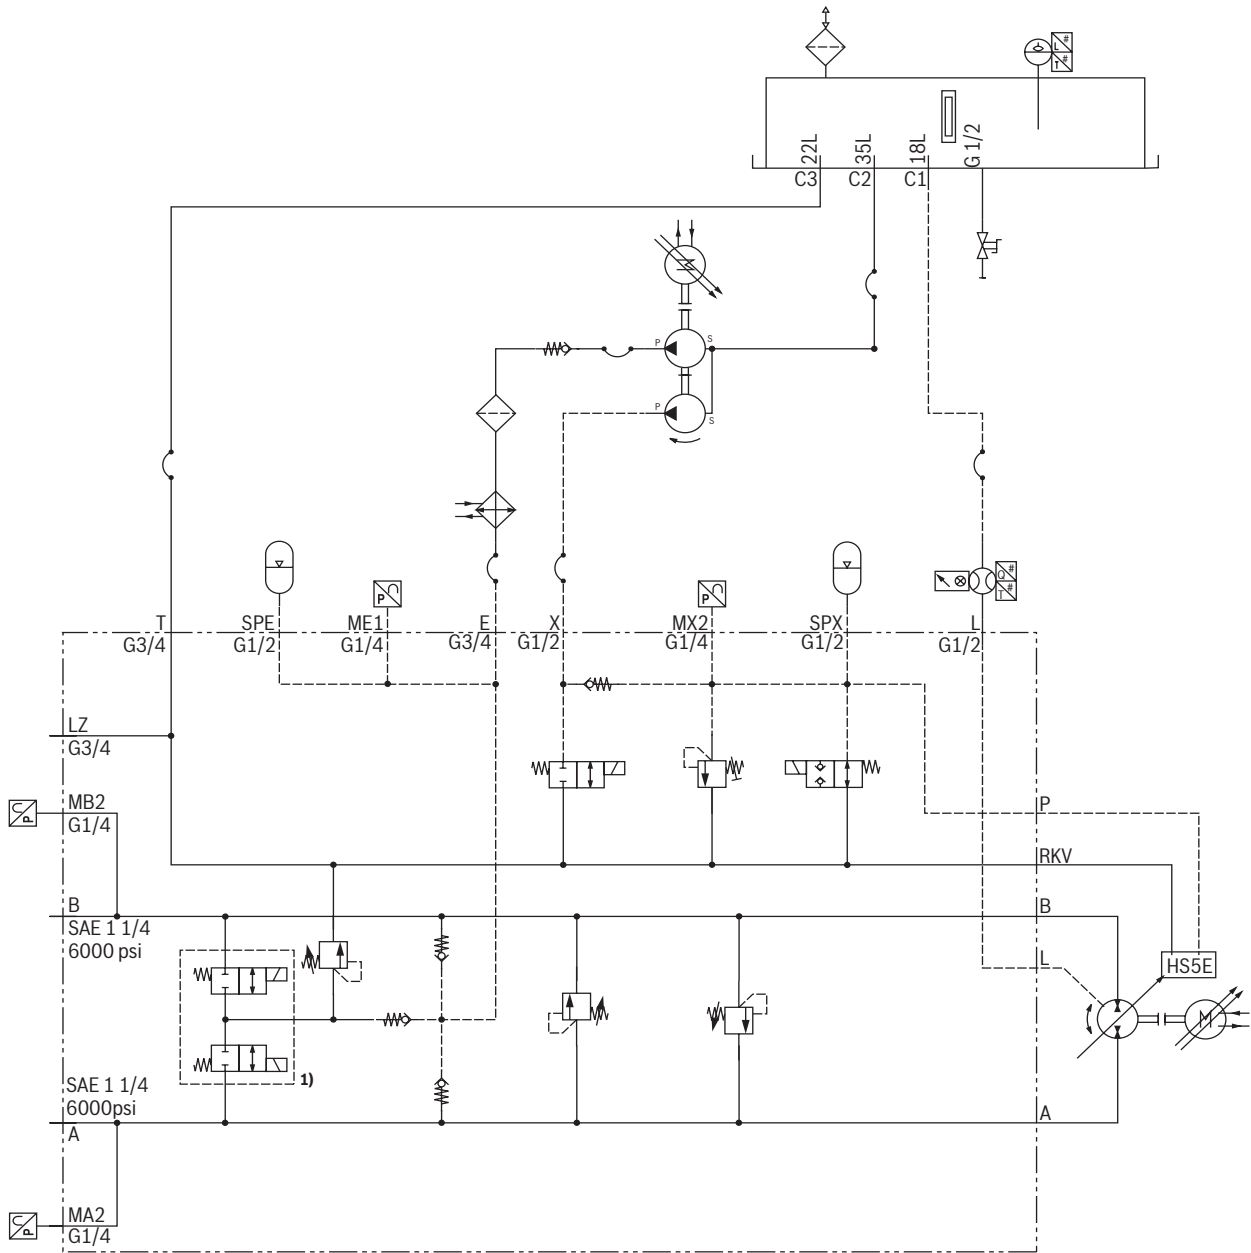 L #
T #
22L
35L
18L
G 1/2
C3
C2
C1
M
P
S
P
S
Q #
T #
P
P
T
SPE
ME1
E
X
MX2
SPX
L
G3/4
G1/2
G1/4
G3/4
G1/2
G1/4
G1/2
G1/2
LZ
G3/4
P
MB2
G1/4
P
RKV
B
SAE 1 1/4
6000 psi
B
L
HS5E
M
1)
SAE 1 1/4
6000psi
A
A
P
MA2
G1/4